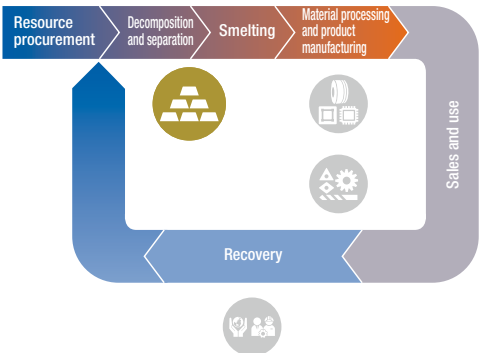 Resource
procurement
Decomposition
and separation
Smelting
Material processing
and product
manufacturing
Sales and use
Recovery